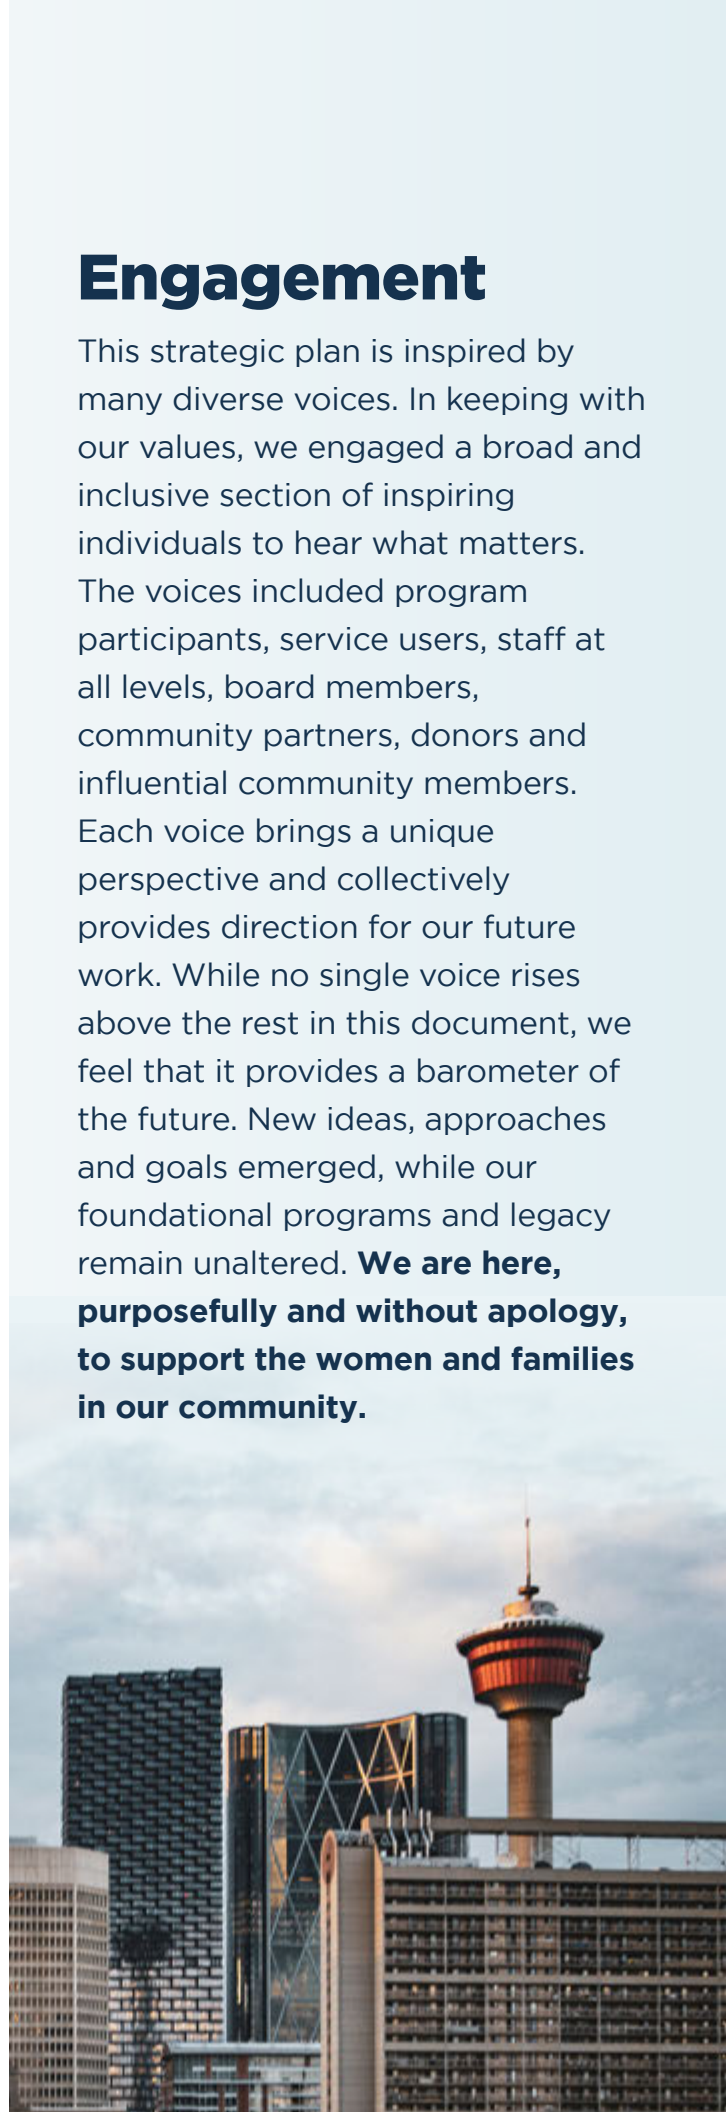 Engagement
This strategic plan is inspired by
many diverse voices. In keeping with
our values, we engaged a broad and
inclusive section of inspiring
individuals to hear what matters.
The voices included program
participants, service users, staff at
all levels, board members,
community partners, donors and
influential community members.
Each voice brings a unique
perspective and collectively
provides direction for our future
work. While no single voice rises
above the rest in this document, we
feel that it provides a barometer of
the future. New ideas, approaches
and goals emerged, while our
foundational programs and legacy
remain unaltered. We are here,
purposefully and without apology,
to support the women and families
in our community.